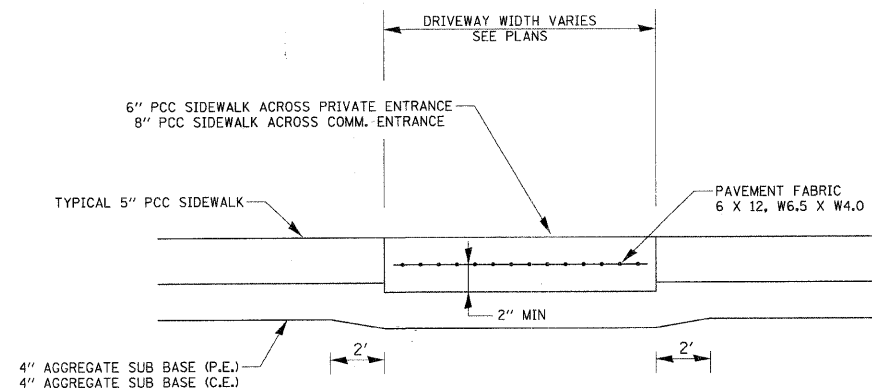 DRIVEWAY WIDTH VARIES
SEE PLANS
6" PCC SIDEWALK ACROSS PRIVATE ENTRANCE
8" PCC SIDEWALK ACROSS COMM. ENTRANCE
TYPICAL 5" PCC SIDEWALK
PAVEMENT FABRIC
6 X 12, W6.5 X W4.0
2" MIN
2'
2'
4" AGGREGATE SUB BASE (P.E.)
4" AGGREGATE SUB BASE (C.E.)